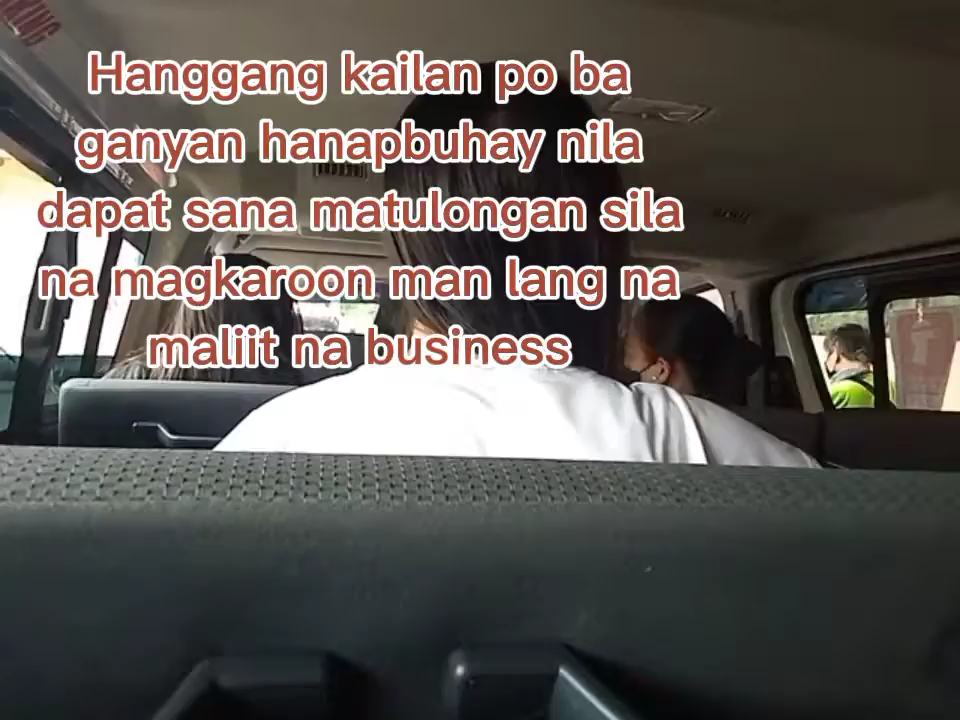 Hanggang kailan po ba
ganyan hanapbuhay nila
dapat sana matulongan sila
na magkaroon man lang na
maliit na business